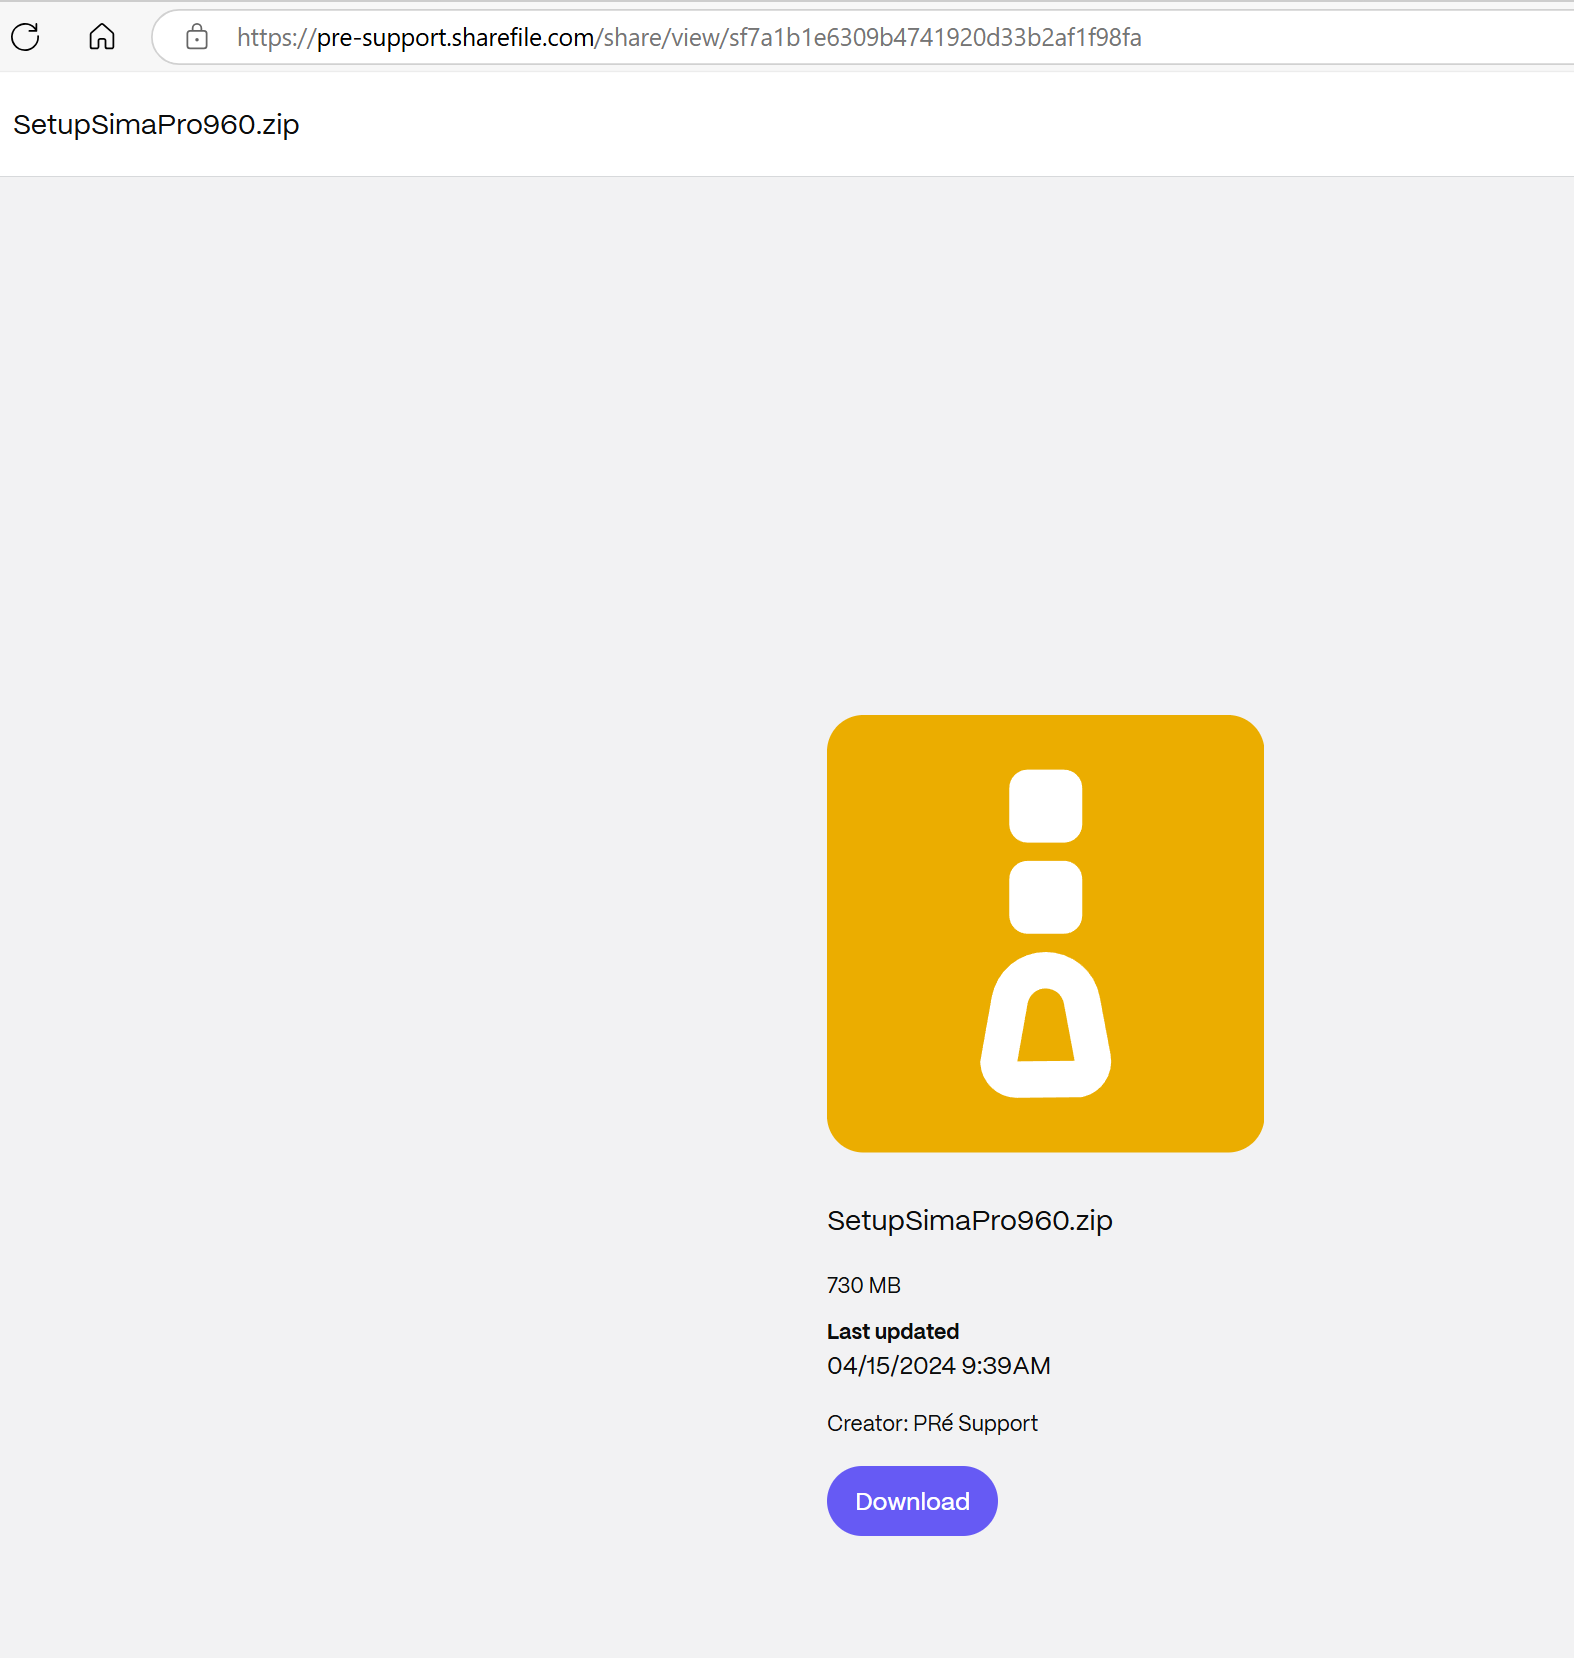 https://pre-support.sharefile.com/share/view/sf7a1b1e6309b4741920d33b2af1f98fa
SetupSimaPro960.zip
SetupSimaPro960.zip
730 MB
Last updated
04/15/2024 9:39AM
Creator: PRé Support
Download